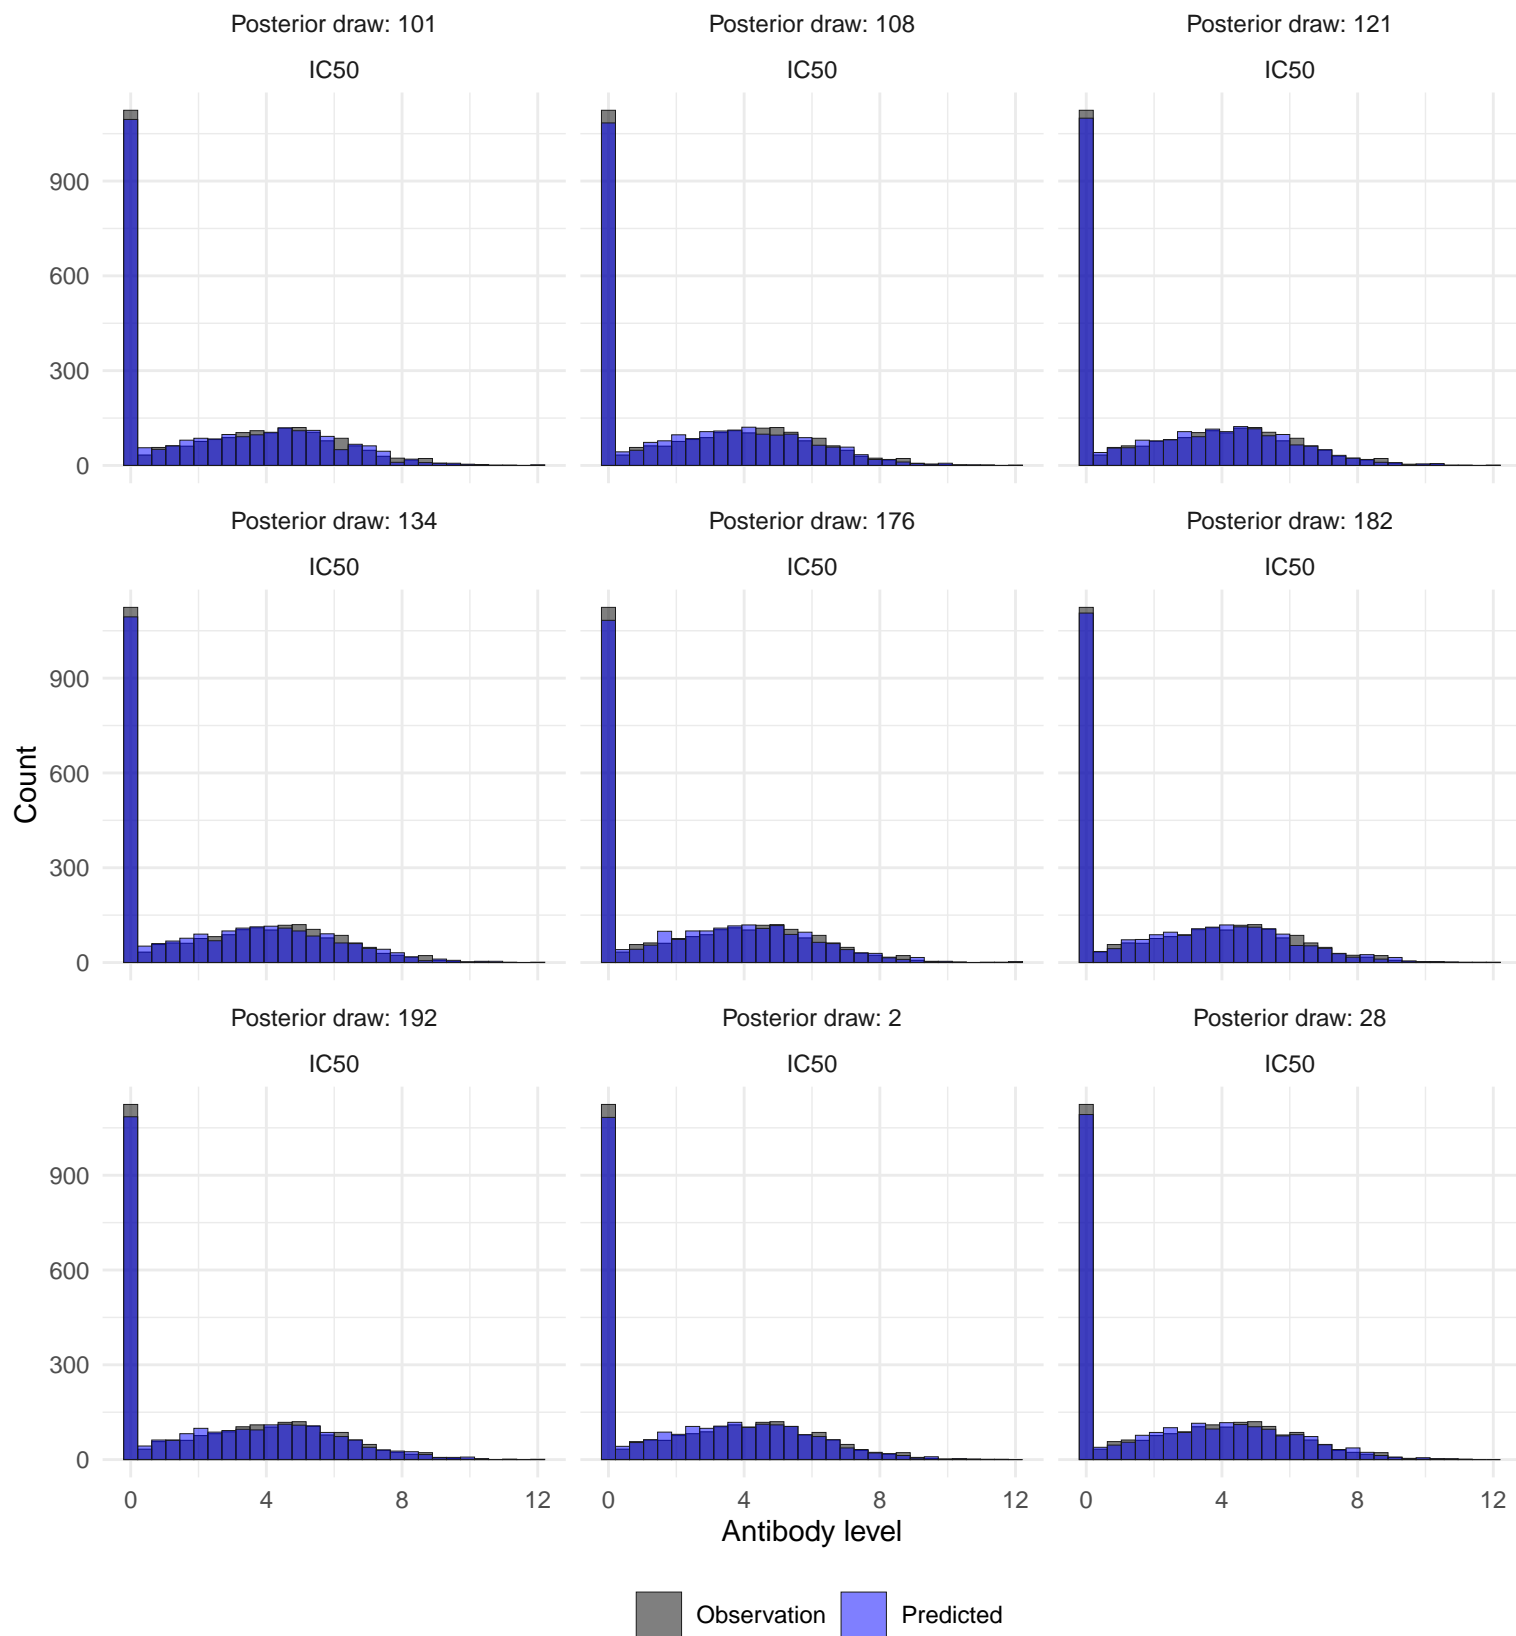 Posterior draw: 101
Posterior draw: 108
Posterior draw: 121
IC50
IC50
IC50
900
600
300
0
Posterior draw: 134
Posterior draw: 176
Posterior draw: 182
IC50
IC50
IC50
900
600
300
0
Posterior draw: 192
Posterior draw: 2
Posterior draw: 28
IC50
IC50
IC50
900
600
300
0
0 4 8 12
0 4 8 12
0 4 8 12
Count
Antibody level
Observation
Predicted